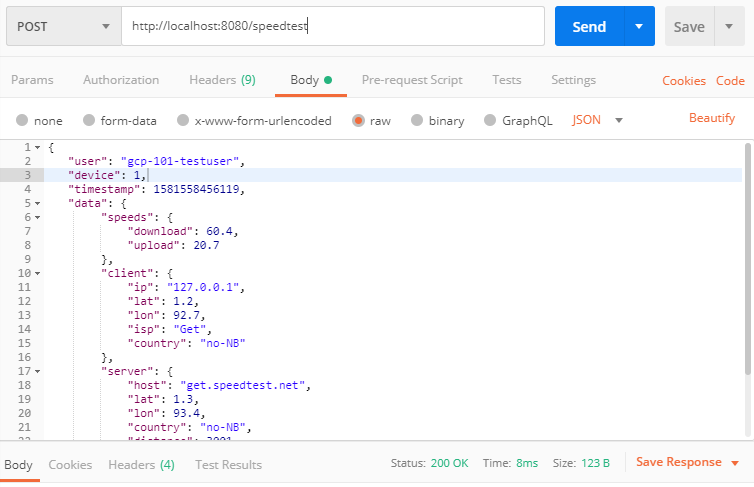 POST http://localhost:8080/speedtest Send Save
Params Authorization Headers (9) Body Pre-request Script Tests Settings Cookies Code
none form-data x-www-form-urlencoded raw binary GraphQL JSON Beautify
1 {
2 "user": "gcp-101-testuser",
3 "device": 1,
4 "timestamp": 1581558456119,
5 "data": {
6 "speeds": {
7 "download": 60.4,
8 "upload": 20.7
9 },
10 "client": {
11 "ip": "127.0.0.1",
12 "lat": 1.2,
13 "lon": 92.7,
14 "isp": "Get",
15 "country": "no-NB"
16 },
17 "server": {
18 "host": "get.speedtest.net",
19 "lat": 1.3,
20 "lon": 93.4,
21 "country": "no-NB",
Body Cookies Headers (4) Test Results Status: 200 OK Time: 8ms Size: 123 B Save Response